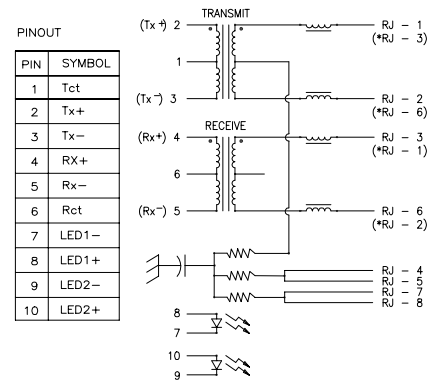 PINOUT
PIN SYMBOL
1 Tct
2 Tx+
3 Tx−
4 RX+
5 Rx−
6 Rct
7 LED1−
8 LED1+
9 LED2−
10 LED2+
TRANSMIT
(Tx+) 2
RJ − 1
(*RJ − 3)
1
(Tx−) 3
RJ − 2
(*RJ − 6)
RECEIVE
(Rx+) 4
RJ − 3
(*RJ − 1)
6
(Rx−) 5
RJ − 6
(*RJ − 2)
RJ − 4
RJ − 5
RJ − 7
RJ − 8
8
7
10
9